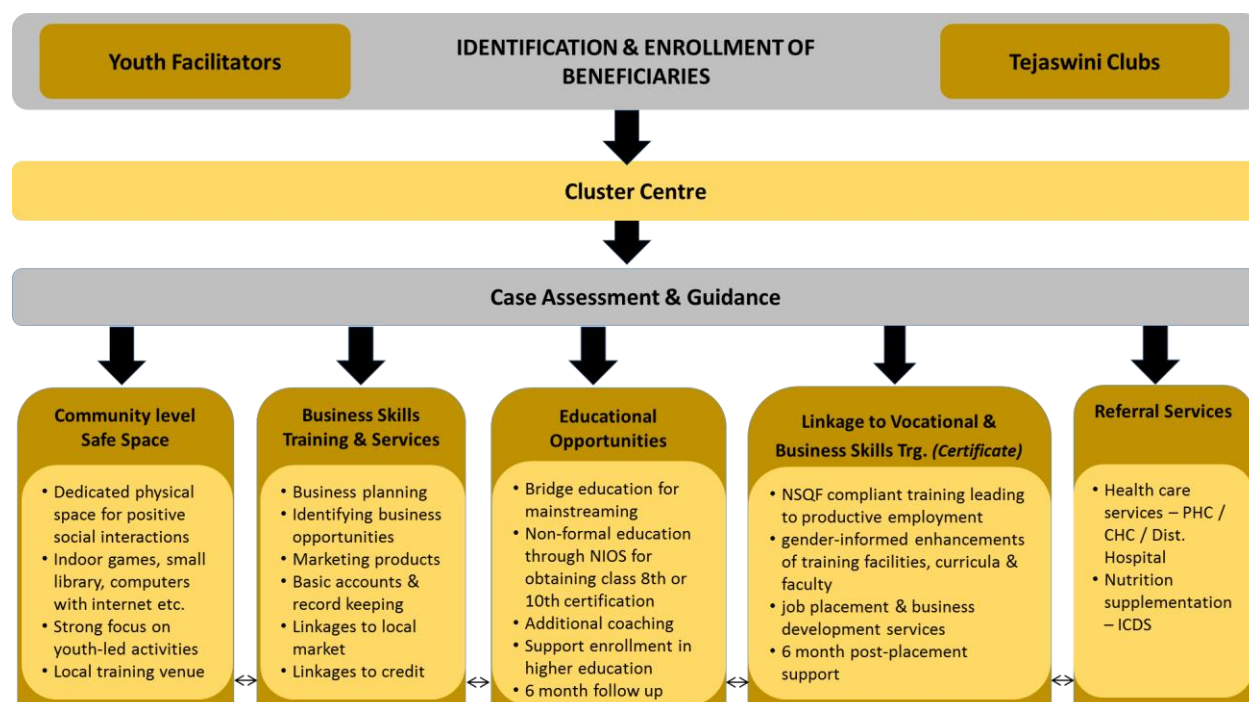 Youth Facilitators
IDENTIFICATION & ENROLLMENT OF
BENEFICIARIES
Tejaswini Clubs
Cluster Centre
Case Assessment & Guidance
Community level
Safe Space
• Dedicated physical
space for positive
social interactions
• Indoor games, small
library, computers
with internet etc.
• Strong focus on
youth-led activities
• Local training venue
Business Skills
Training & Services
• Business planning
• Identifying business
opportunities
• Marketing products
• Basic accounts &
record keeping
• Linkages to local
market
• Linkages to credit
Educational
Opportunities
• Bridge education for
mainstreaming
• Non-formal education
through NIOS for
obtaining class 8th or
10th certification
• Additional coaching
• Support enrollment in
higher education
• 6 month follow up
Linkage to Vocational &
Business Skills Trg. (Certificate)
• NSQF compliant training leading
to productive employment
• gender-informed enhancements
of training facilities, curricula &
faculty
• job placement & business
development services
• 6 month post-placement
support
Referral Services
• Health care
services – PHC /
CHC / Dist.
Hospital
• Nutrition
supplementation
– ICDS